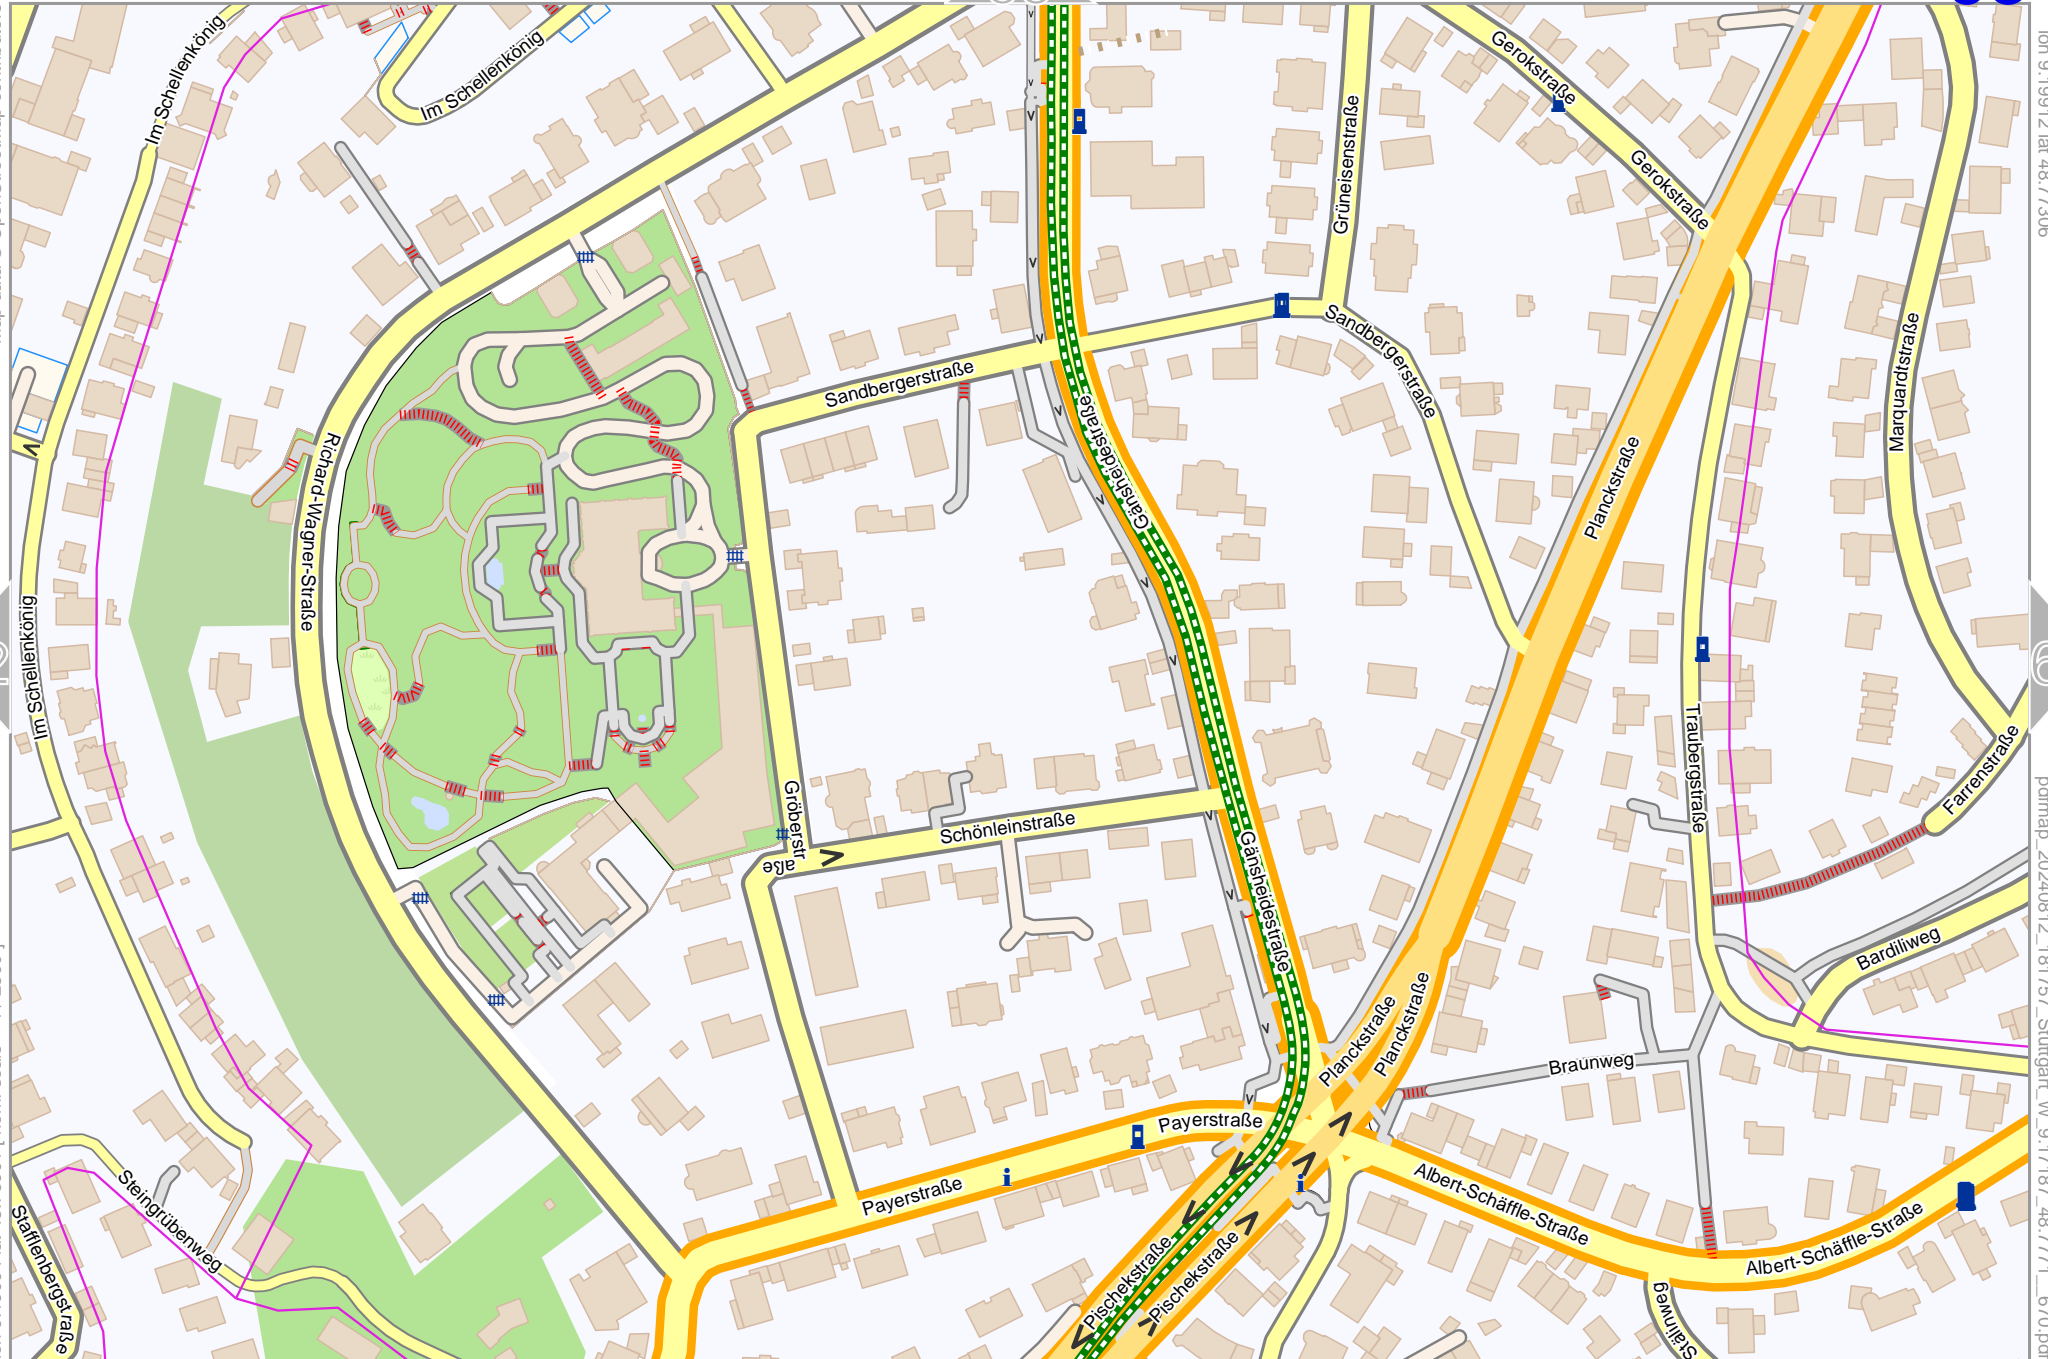 Im Schellenkönig
Im Schellenkönig
Gerokstraße
Gerokstraße
Grüneisenstraße
Sandbergerstraße
Sandbergerstraße
Marquardtstraße
Planckstraße
Richard-Wagner-Straße
Gänsheidestraße
Im Schellenkönig
Traubergstraße
Farrenstraße
Gröberstraße
Schönleinstraße
Gänsheidestraße
Bardiliweg
Planckstraße
Planckstraße
Braunweg
Payerstraße
Payerstraße
Albert-Schäffle-Straße
Albert-Schäffle-Straße
Steingrübenweg
Stafflenbergstraße
Pischekstraße
Pischekstraße